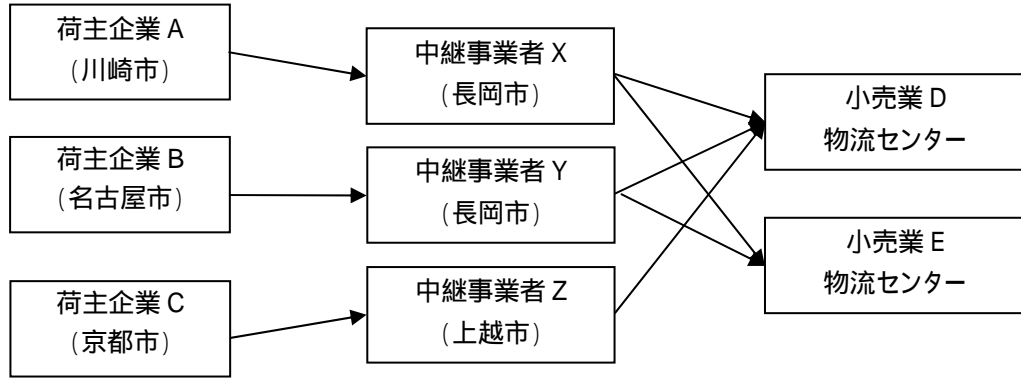 荷主企業 A
(川崎市)
中継事業者 X
(長岡市)
小売業 D
物流センター
荷主企業 B
(名古屋市)
中継事業者 Y
(長岡市)
小売業 E
物流センター
荷主企業 C
(京都市)
中継事業者 Z
(上越市)